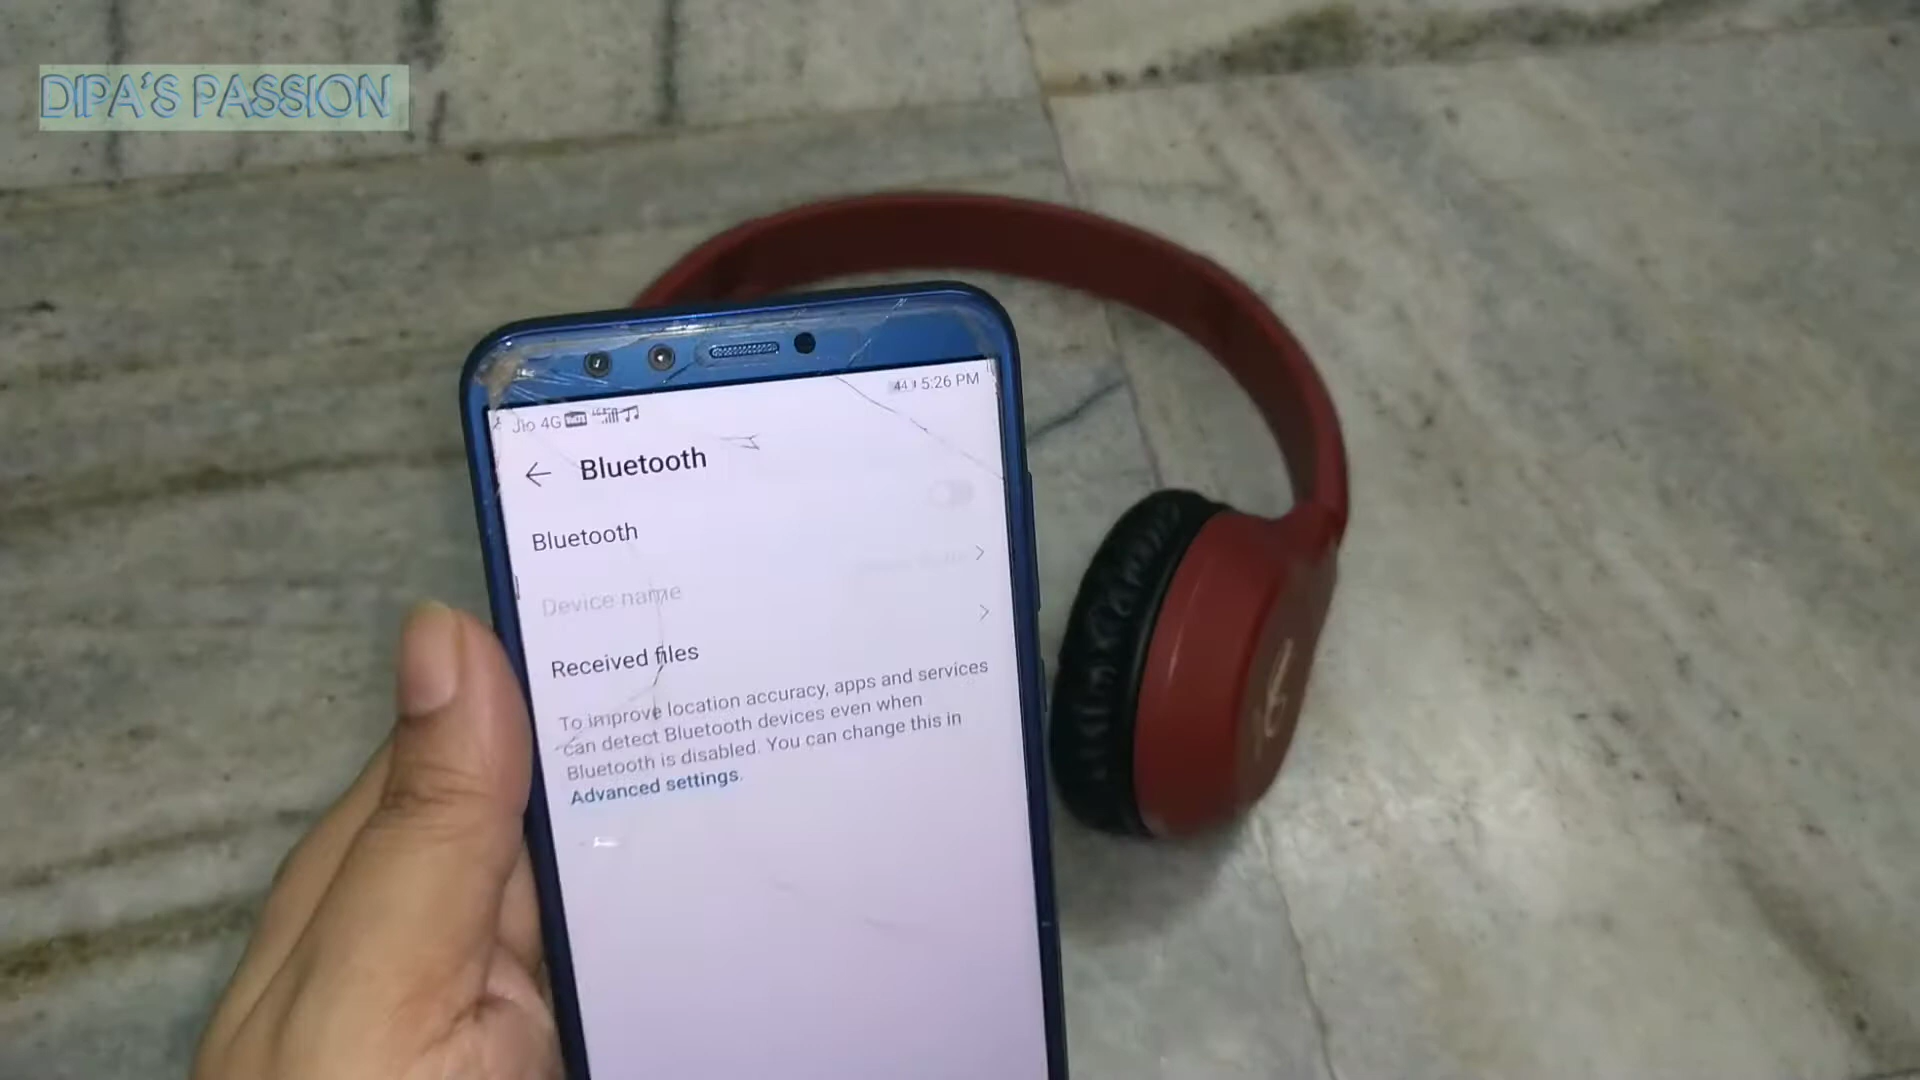 DIPA'S PASSION
Jio 4G
44 5:26 PM
Bluetooth
Bluetooth
Device name
Received files
To improve location accuracy, apps and services
can detect Bluetooth devices even when
Bluetooth is disabled. You can change this in
Advanced settings.